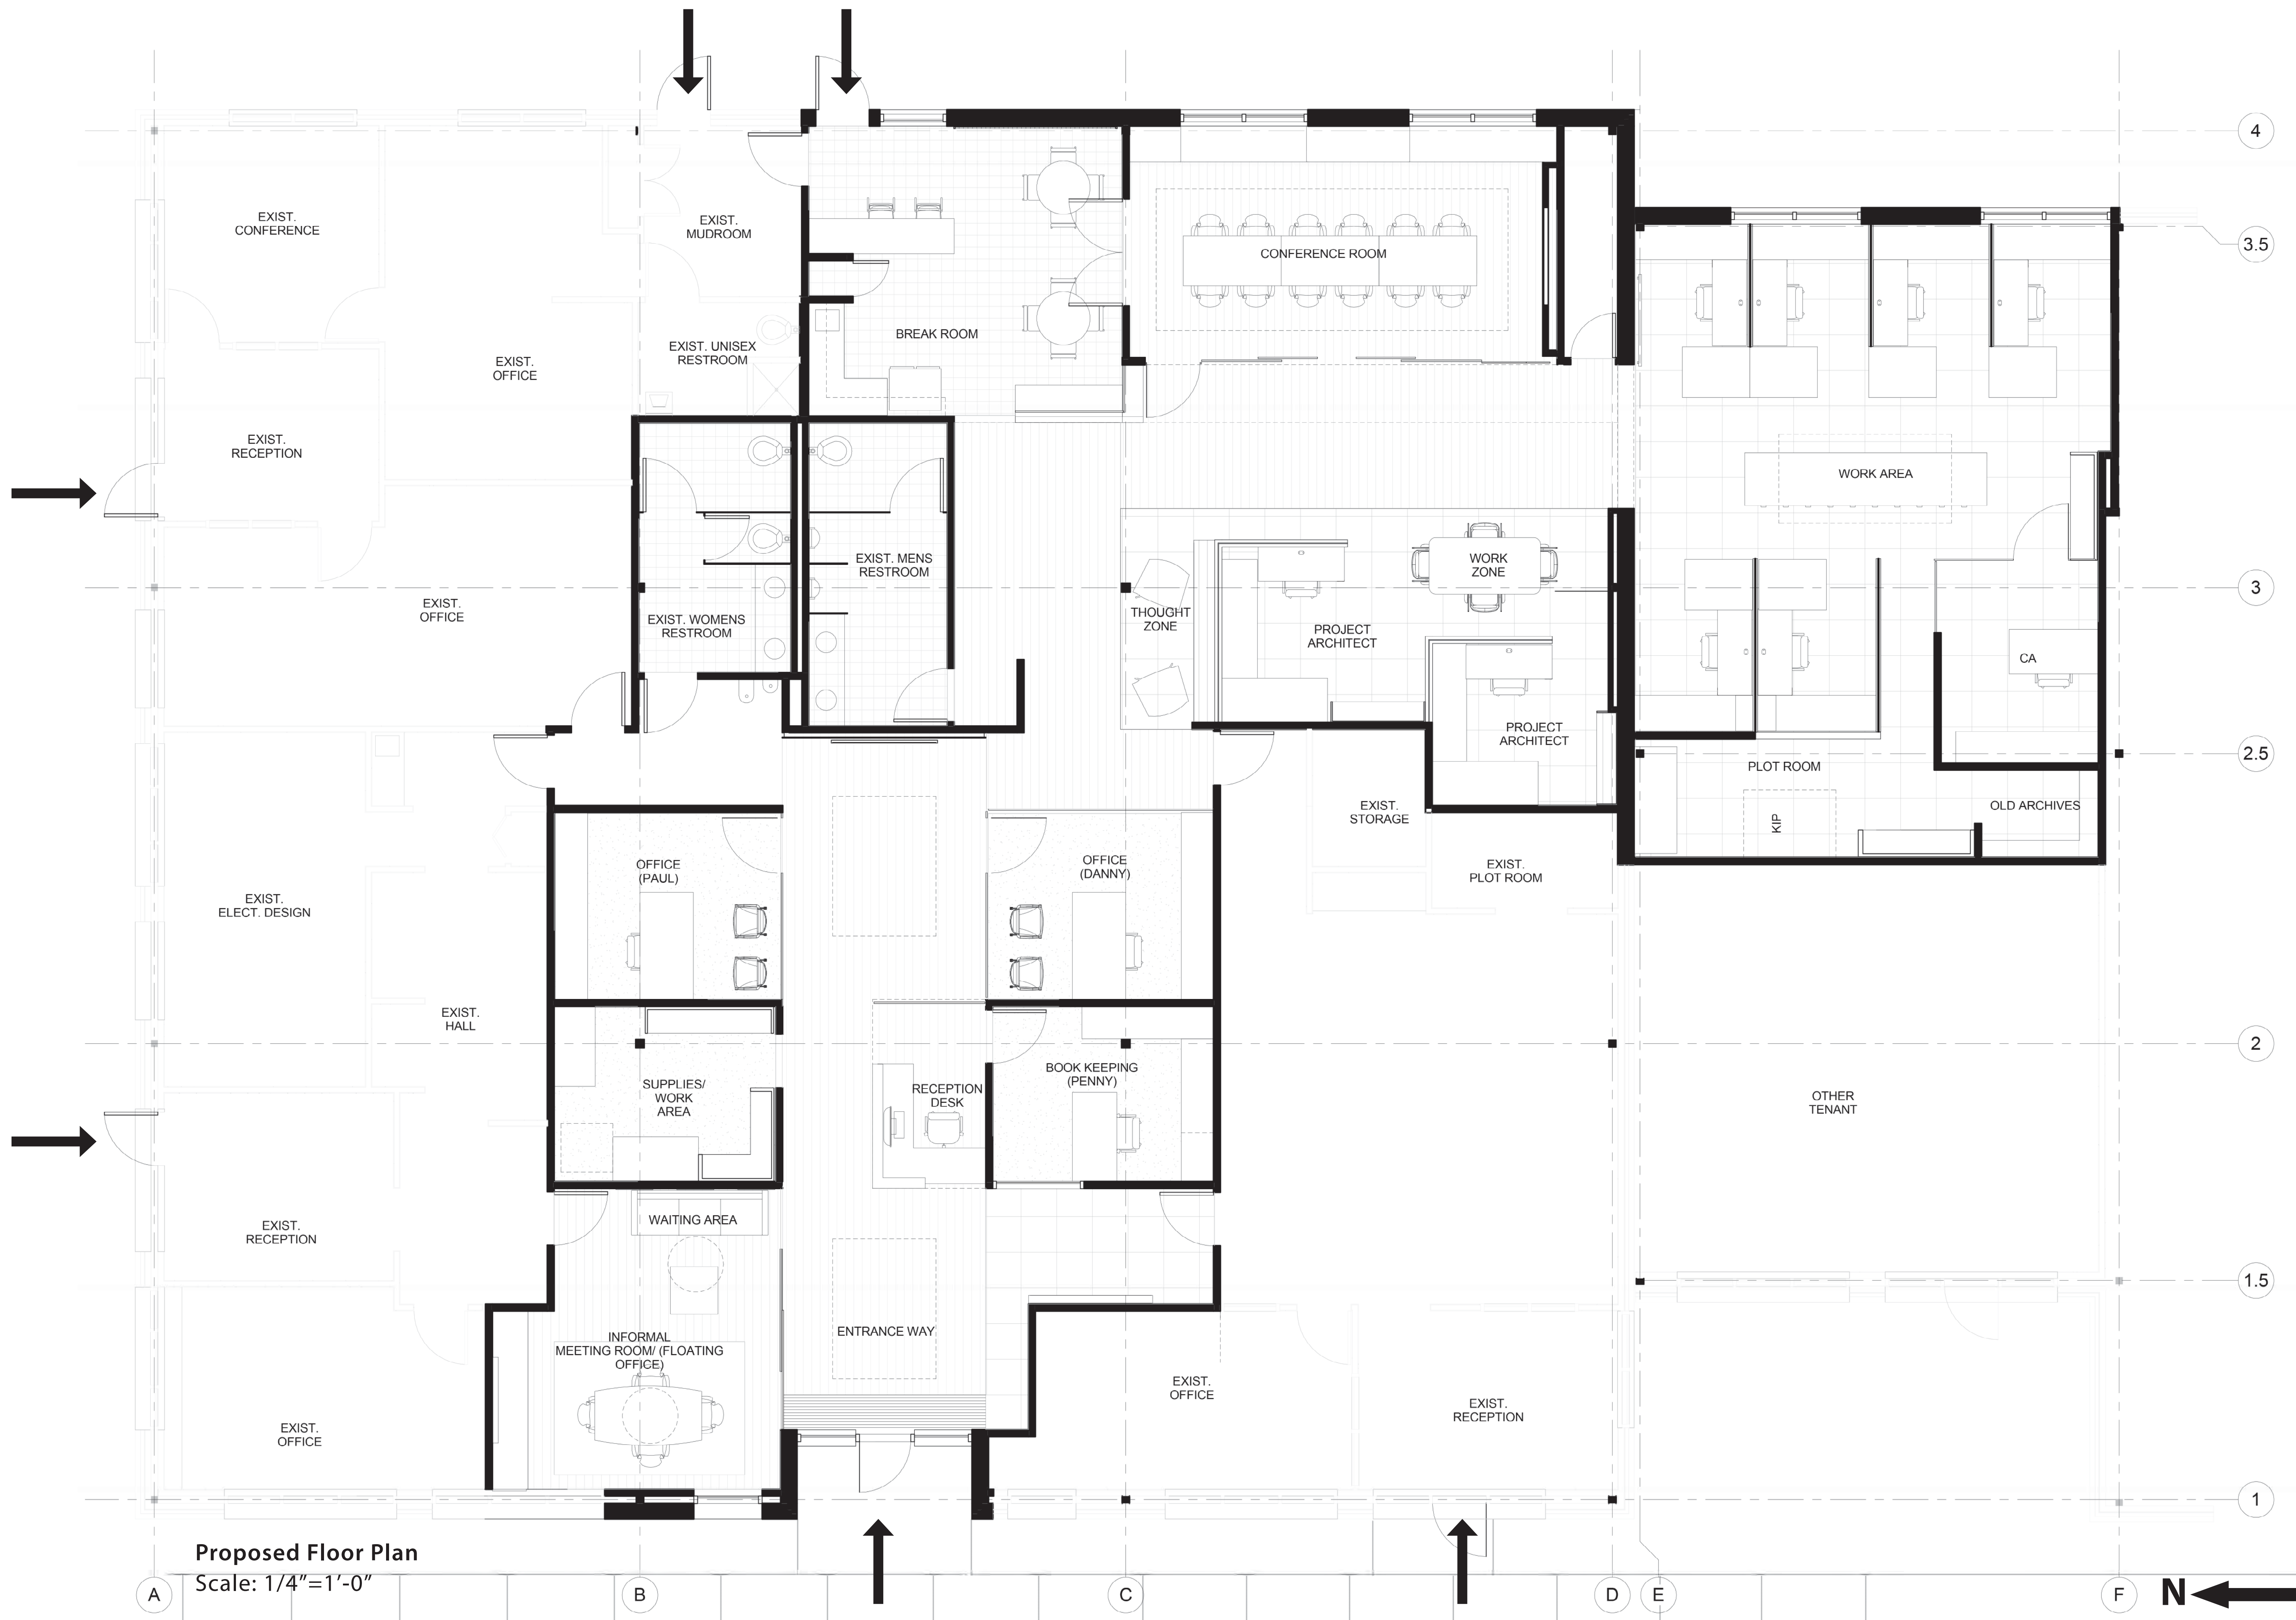 4
EXIST.
CONFERENCE
EXIST.
MUDROOM
3.5
CONFERENCE ROOM
BREAK ROOM
EXIST. UNISEX
RESTROOM
EXIST.
OFFICE
EXIST.
RECEPTION
WORK AREA
EXIST. MENS
RESTROOM
WORK
ZONE
3
EXIST.
OFFICE
EXIST. WOMENS
RESTROOM
THOUGHT
ZONE
PROJECT
ARCHITECT
CA
PROJECT
ARCHITECT
2.5
PLOT ROOM
OLD ARCHIVES
KIP
EXIST.
STORAGE
OFFICE
(PAUL)
OFFICE
(DANNY)
EXIST.
PLOT ROOM
EXIST.
ELECT. DESIGN
EXIST.
HALL
2
SUPPLIES/
WORK
AREA
RECEPTION
DESK
BOOK KEEPING
(PENNY)
OTHER
TENANT
WAITING AREA
EXIST.
RECEPTION
1.5
INFORMAL
MEETING ROOM/ (FLOATING
OFFICE)
ENTRANCE WAY
EXIST.
OFFICE
EXIST.
RECEPTION
EXIST.
OFFICE
1
Proposed Floor Plan
Scale: 1/4”=1’-0”
A
B
C
D
E
F
N